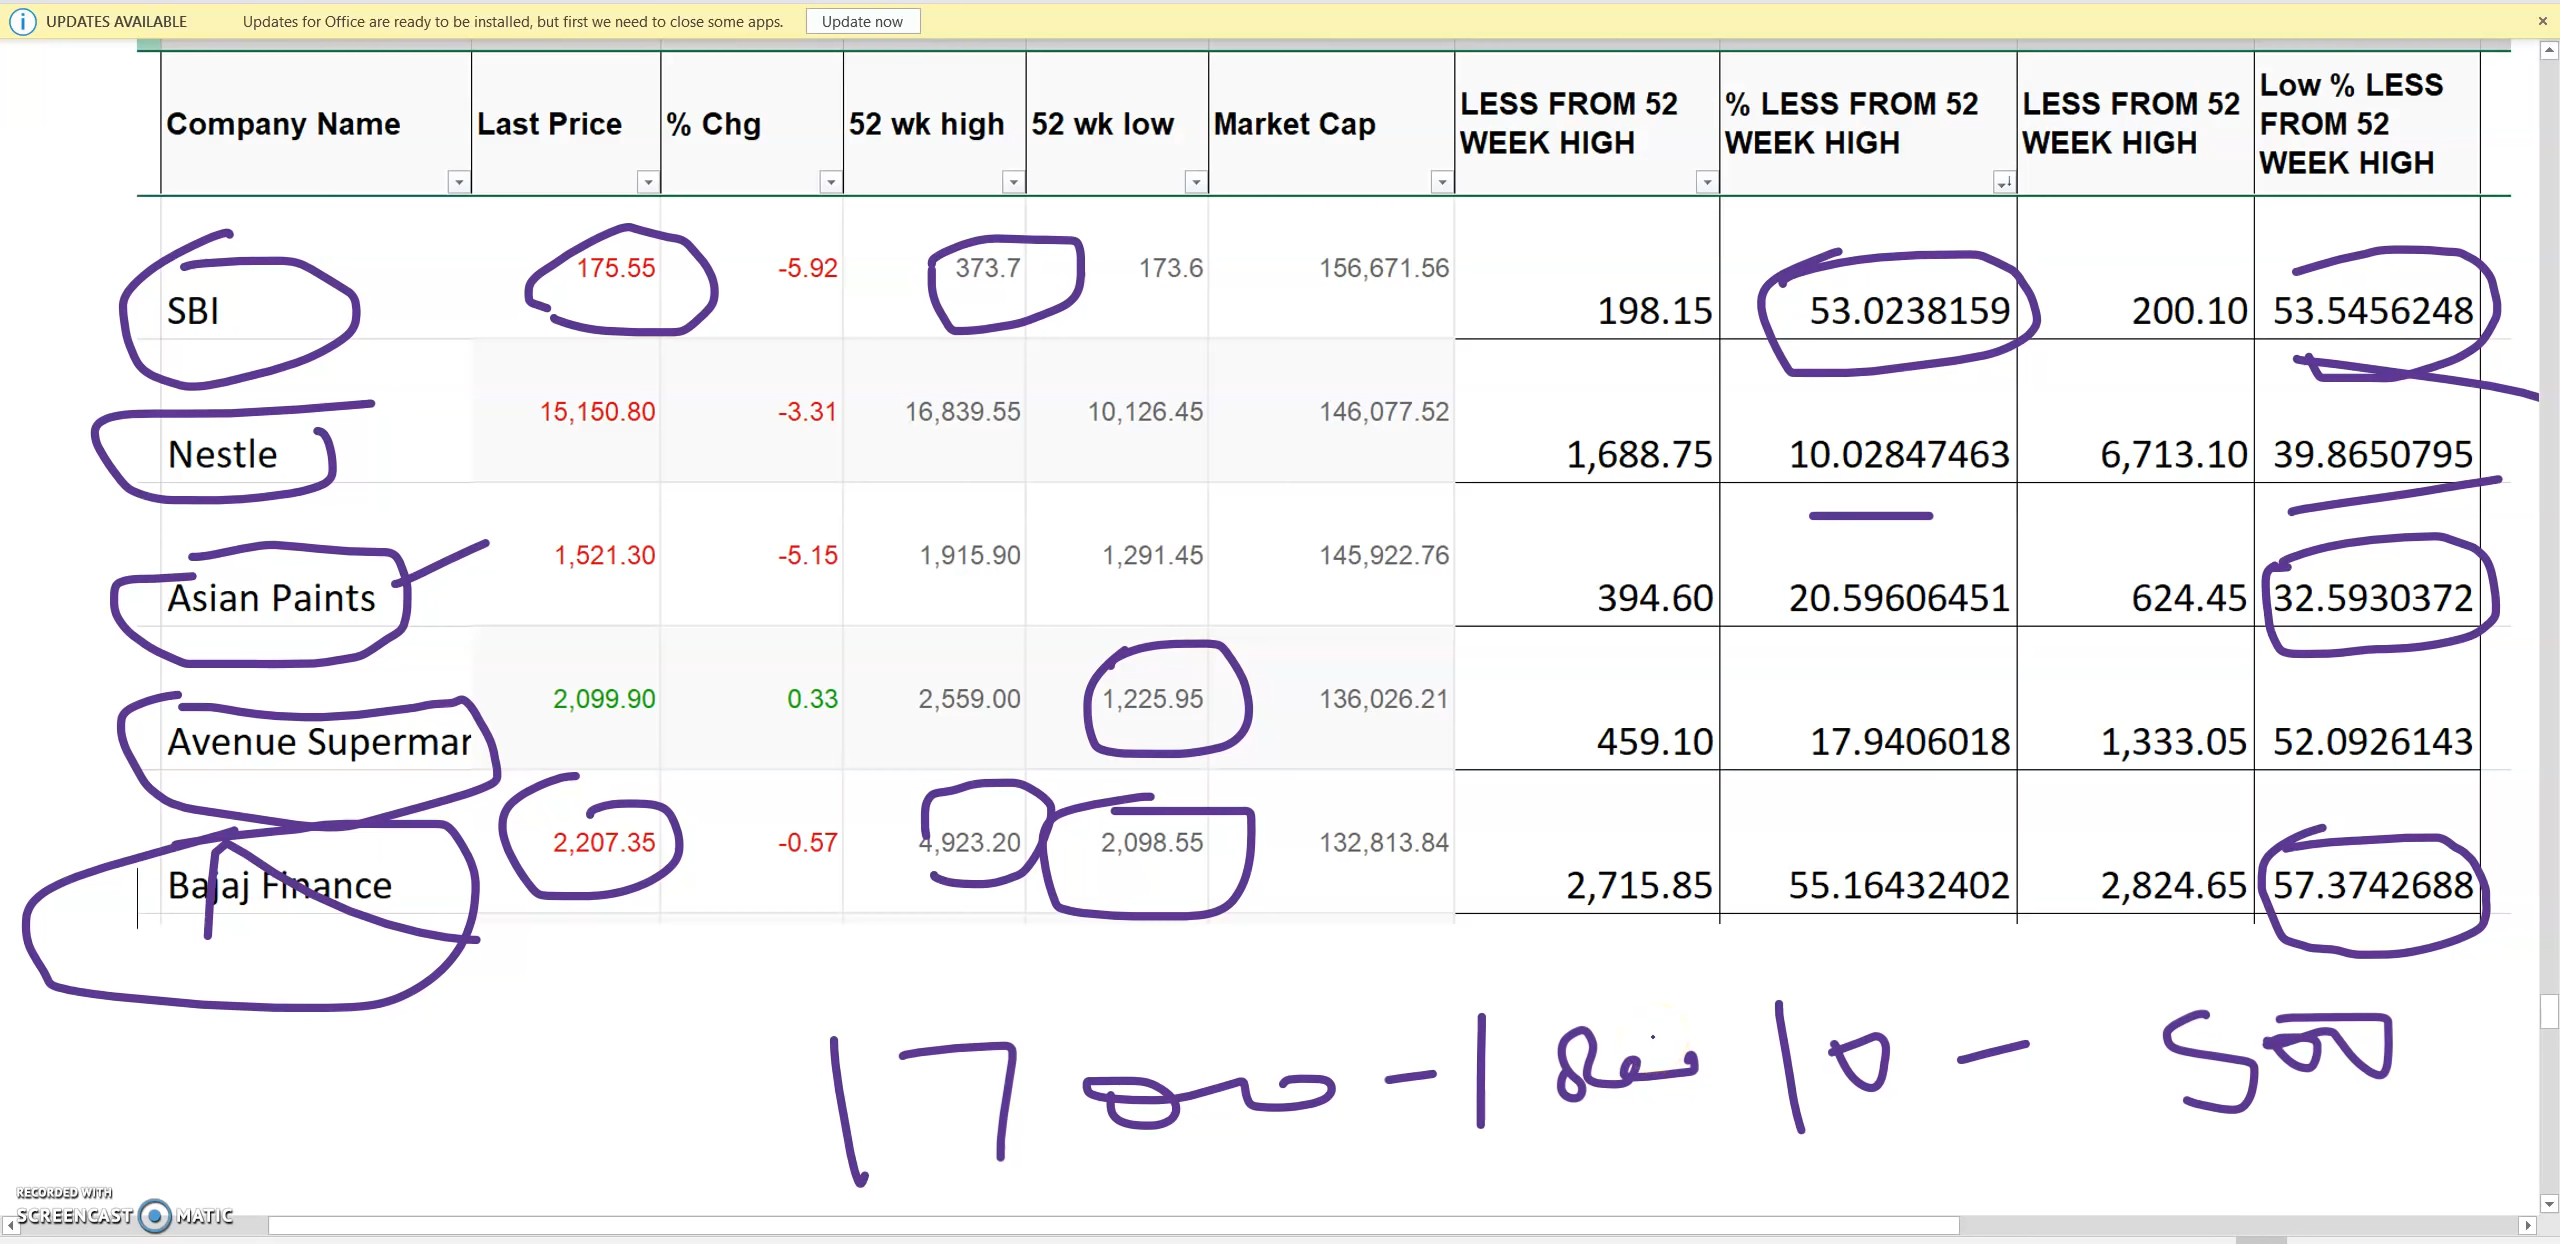 UPDATES AVAILABLE Updates for Office are ready to be installed, but first we need to close some apps. Update now
Company Name Last Price % Chg 52 wk high 52 wk low Market Cap LESS FROM 52 WEEK HIGH % LESS FROM 52 WEEK HIGH LESS FROM 52 WEEK HIGH Low % LESS FROM 52 WEEK HIGH
SBI 175.55 -5.92 373.7 173.6 156,671.56 198.15 53.0238159 200.10 53.5456248
Nestle 15,150.80 -3.31 16,839.55 10,126.45 146,077.52 1,688.75 10.02847463 6,713.10 39.8650795
Asian Paints 1,521.30 -5.15 1,915.90 1,291.45 145,922.76 394.60 20.59606451 624.45 32.5930372
Avenue Supermar 2,099.90 0.33 2,559.00 1,225.95 136,026.21 459.10 17.9406018 1,333.05 52.0926143
Bajaj Finance 2,207.35 -0.57 4,923.20 2,098.55 132,813.84 2,715.85 55.16432402 2,824.65 57.3742688
17000 - 1 10 - 500
RECORDED WITH
SCREENCAST MATIC